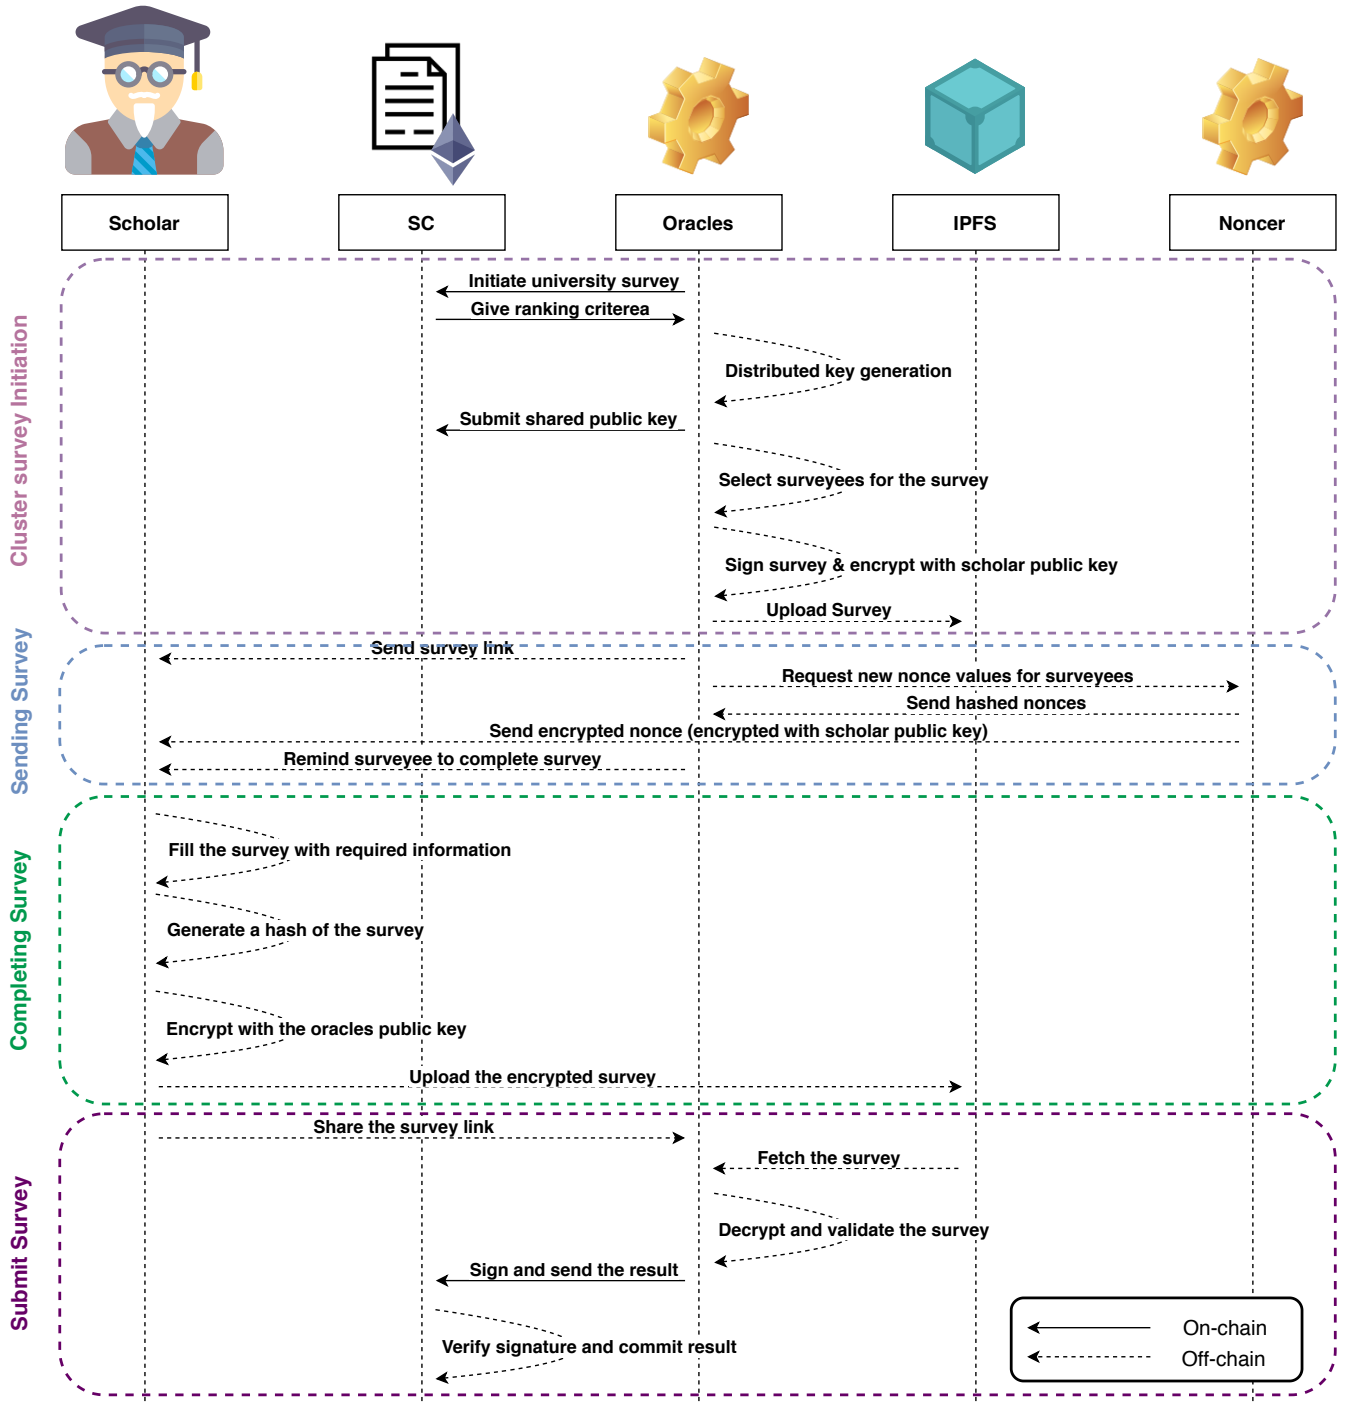 Scholar
SC
Oracles
IPFS
Noncer
Cluster survey Initiation
Initiate university survey
Give ranking criterea
Distributed key generation
Submit shared public key
Select surveyees for the survey
Sign survey & encrypt with scholar public key
Upload Survey
Sending Survey
Send survey link
Request new nonce values for surveyees
Send hashed nonces
Send encrypted nonce (encrypted with scholar public key)
Remind surveyee to complete survey
Completing Survey
Fill the survey with required information
Generate a hash of the survey
Encrypt with the oracles public key
Upload the encrypted survey
Submit Survey
Share the survey link
Fetch the survey
Decrypt and validate the survey
Sign and send the result
Verify signature and commit result
On-chain
Off-chain